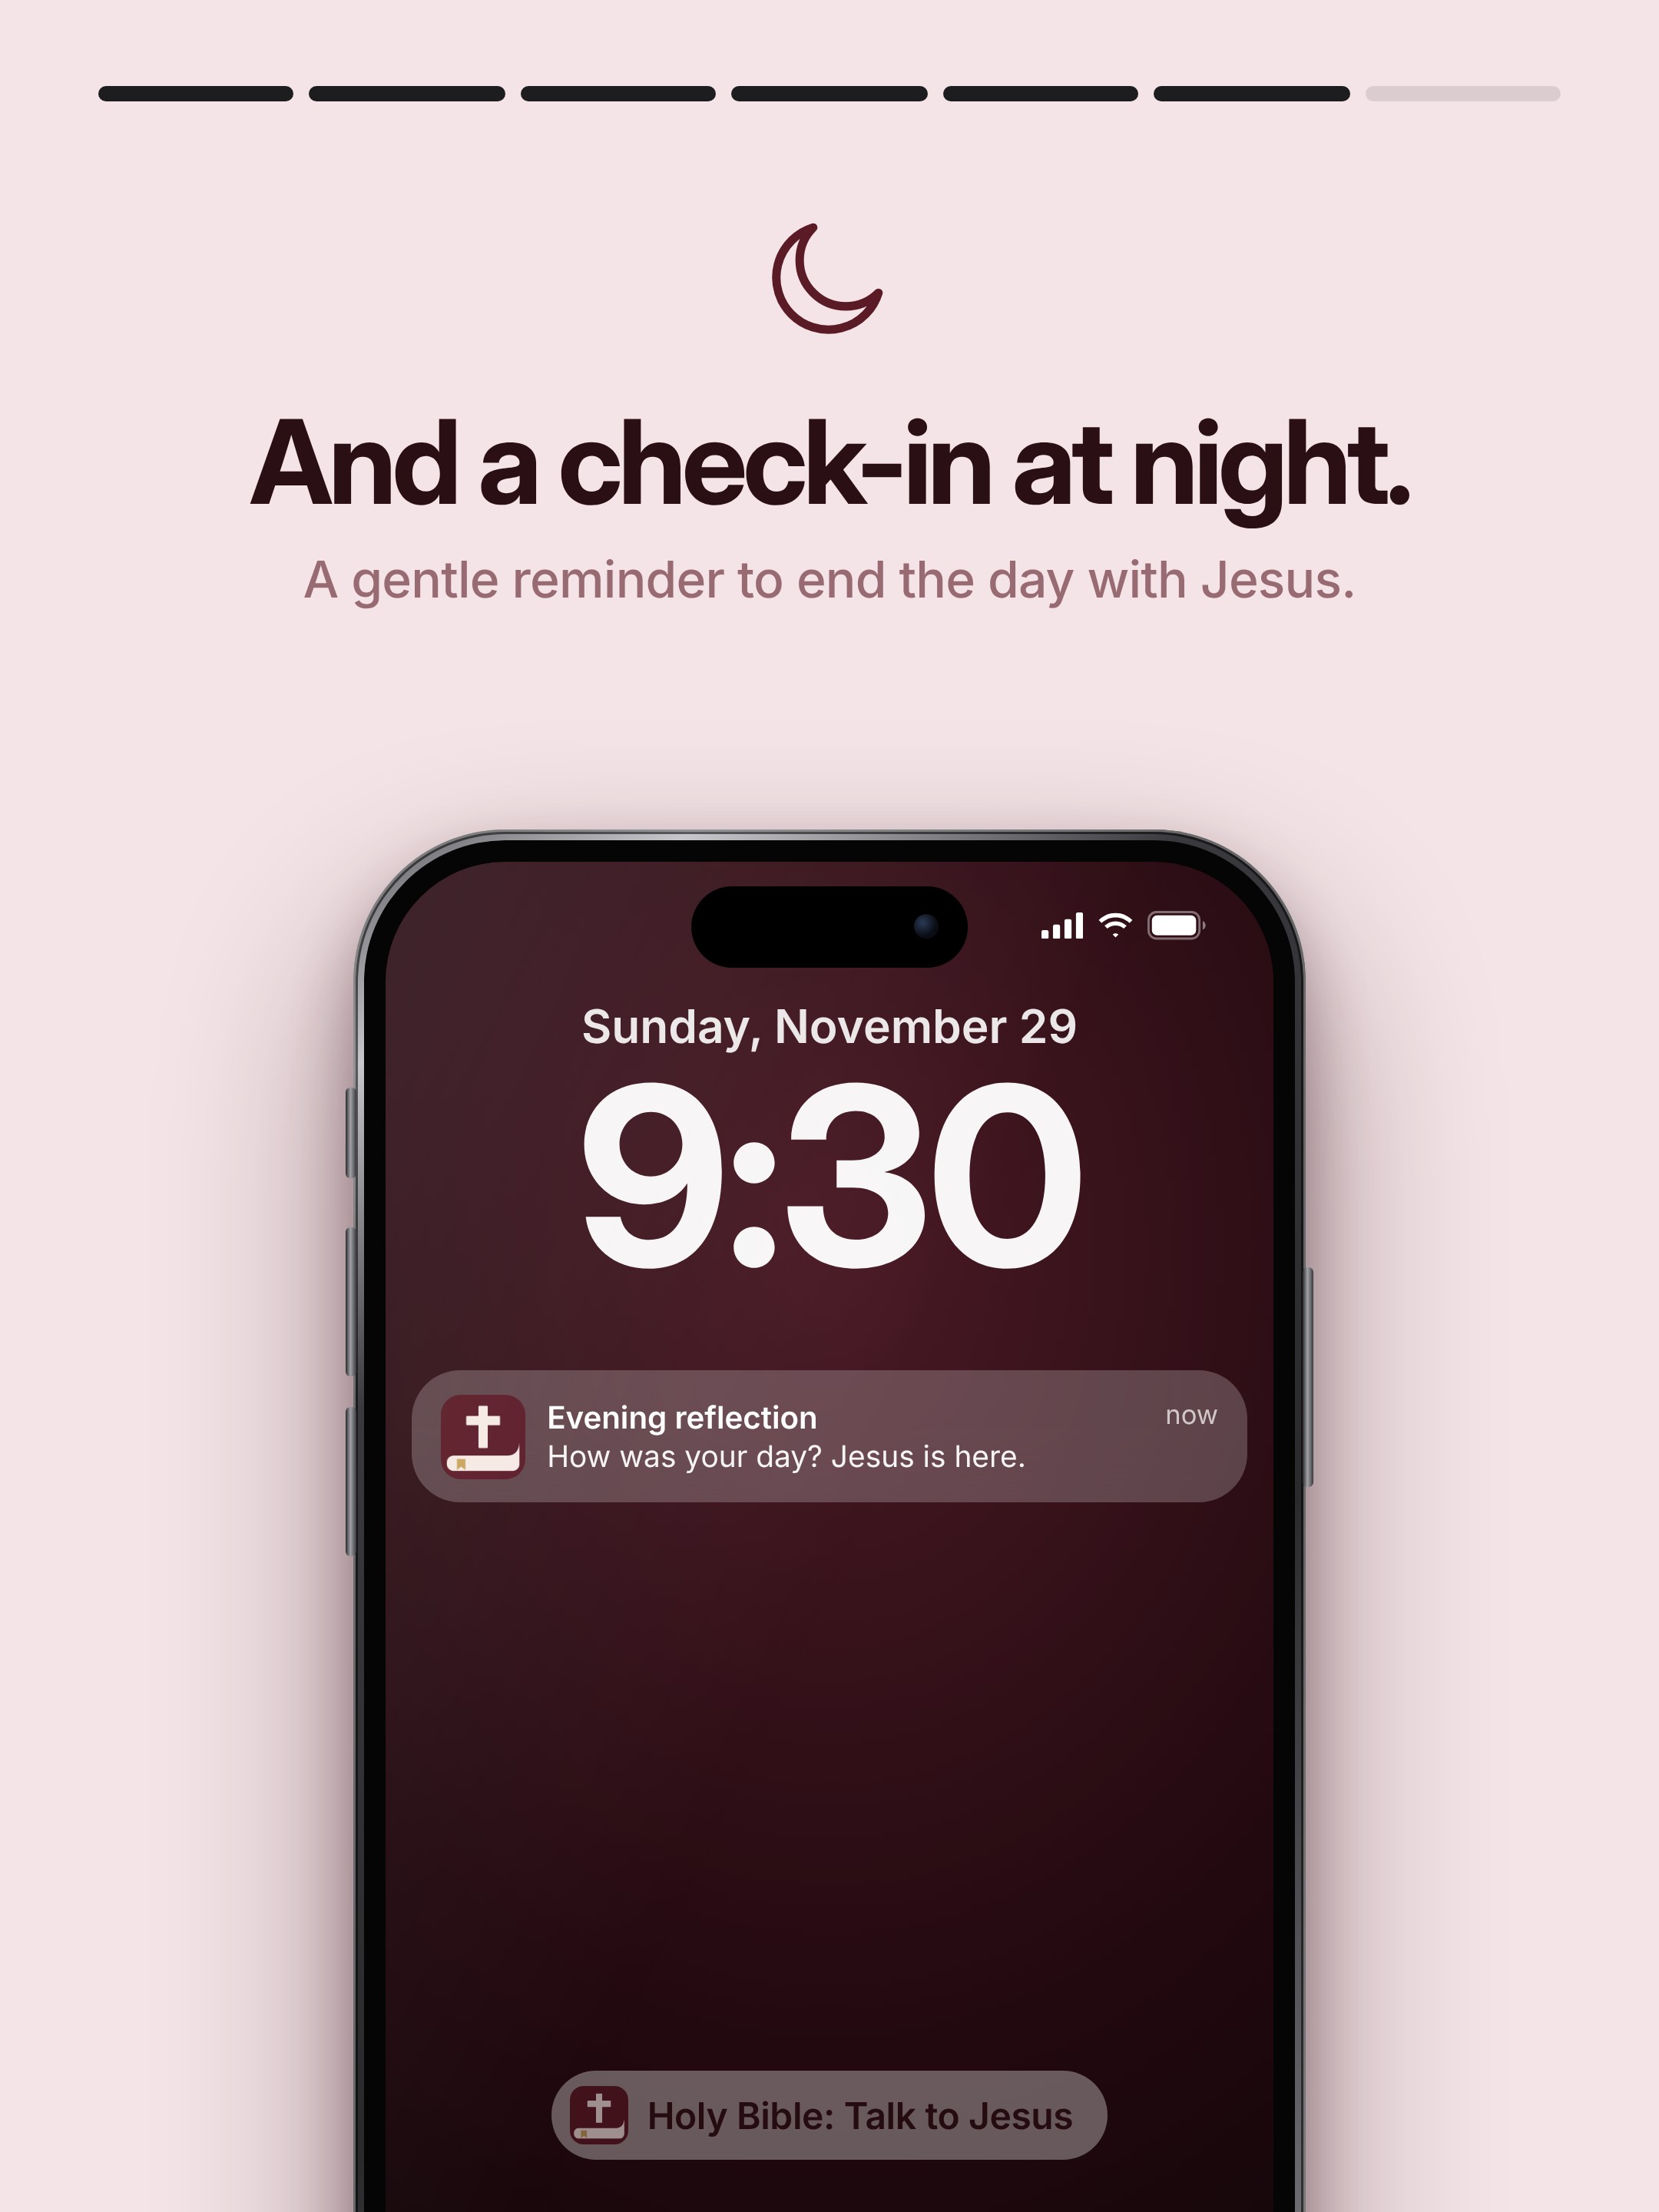 And a check-in at night.
A gentle reminder to end the day with Jesus.
Sunday, November 29
9:30
Evening reflection
now
How was your day? Jesus is here.
Holy Bible: Talk to Jesus